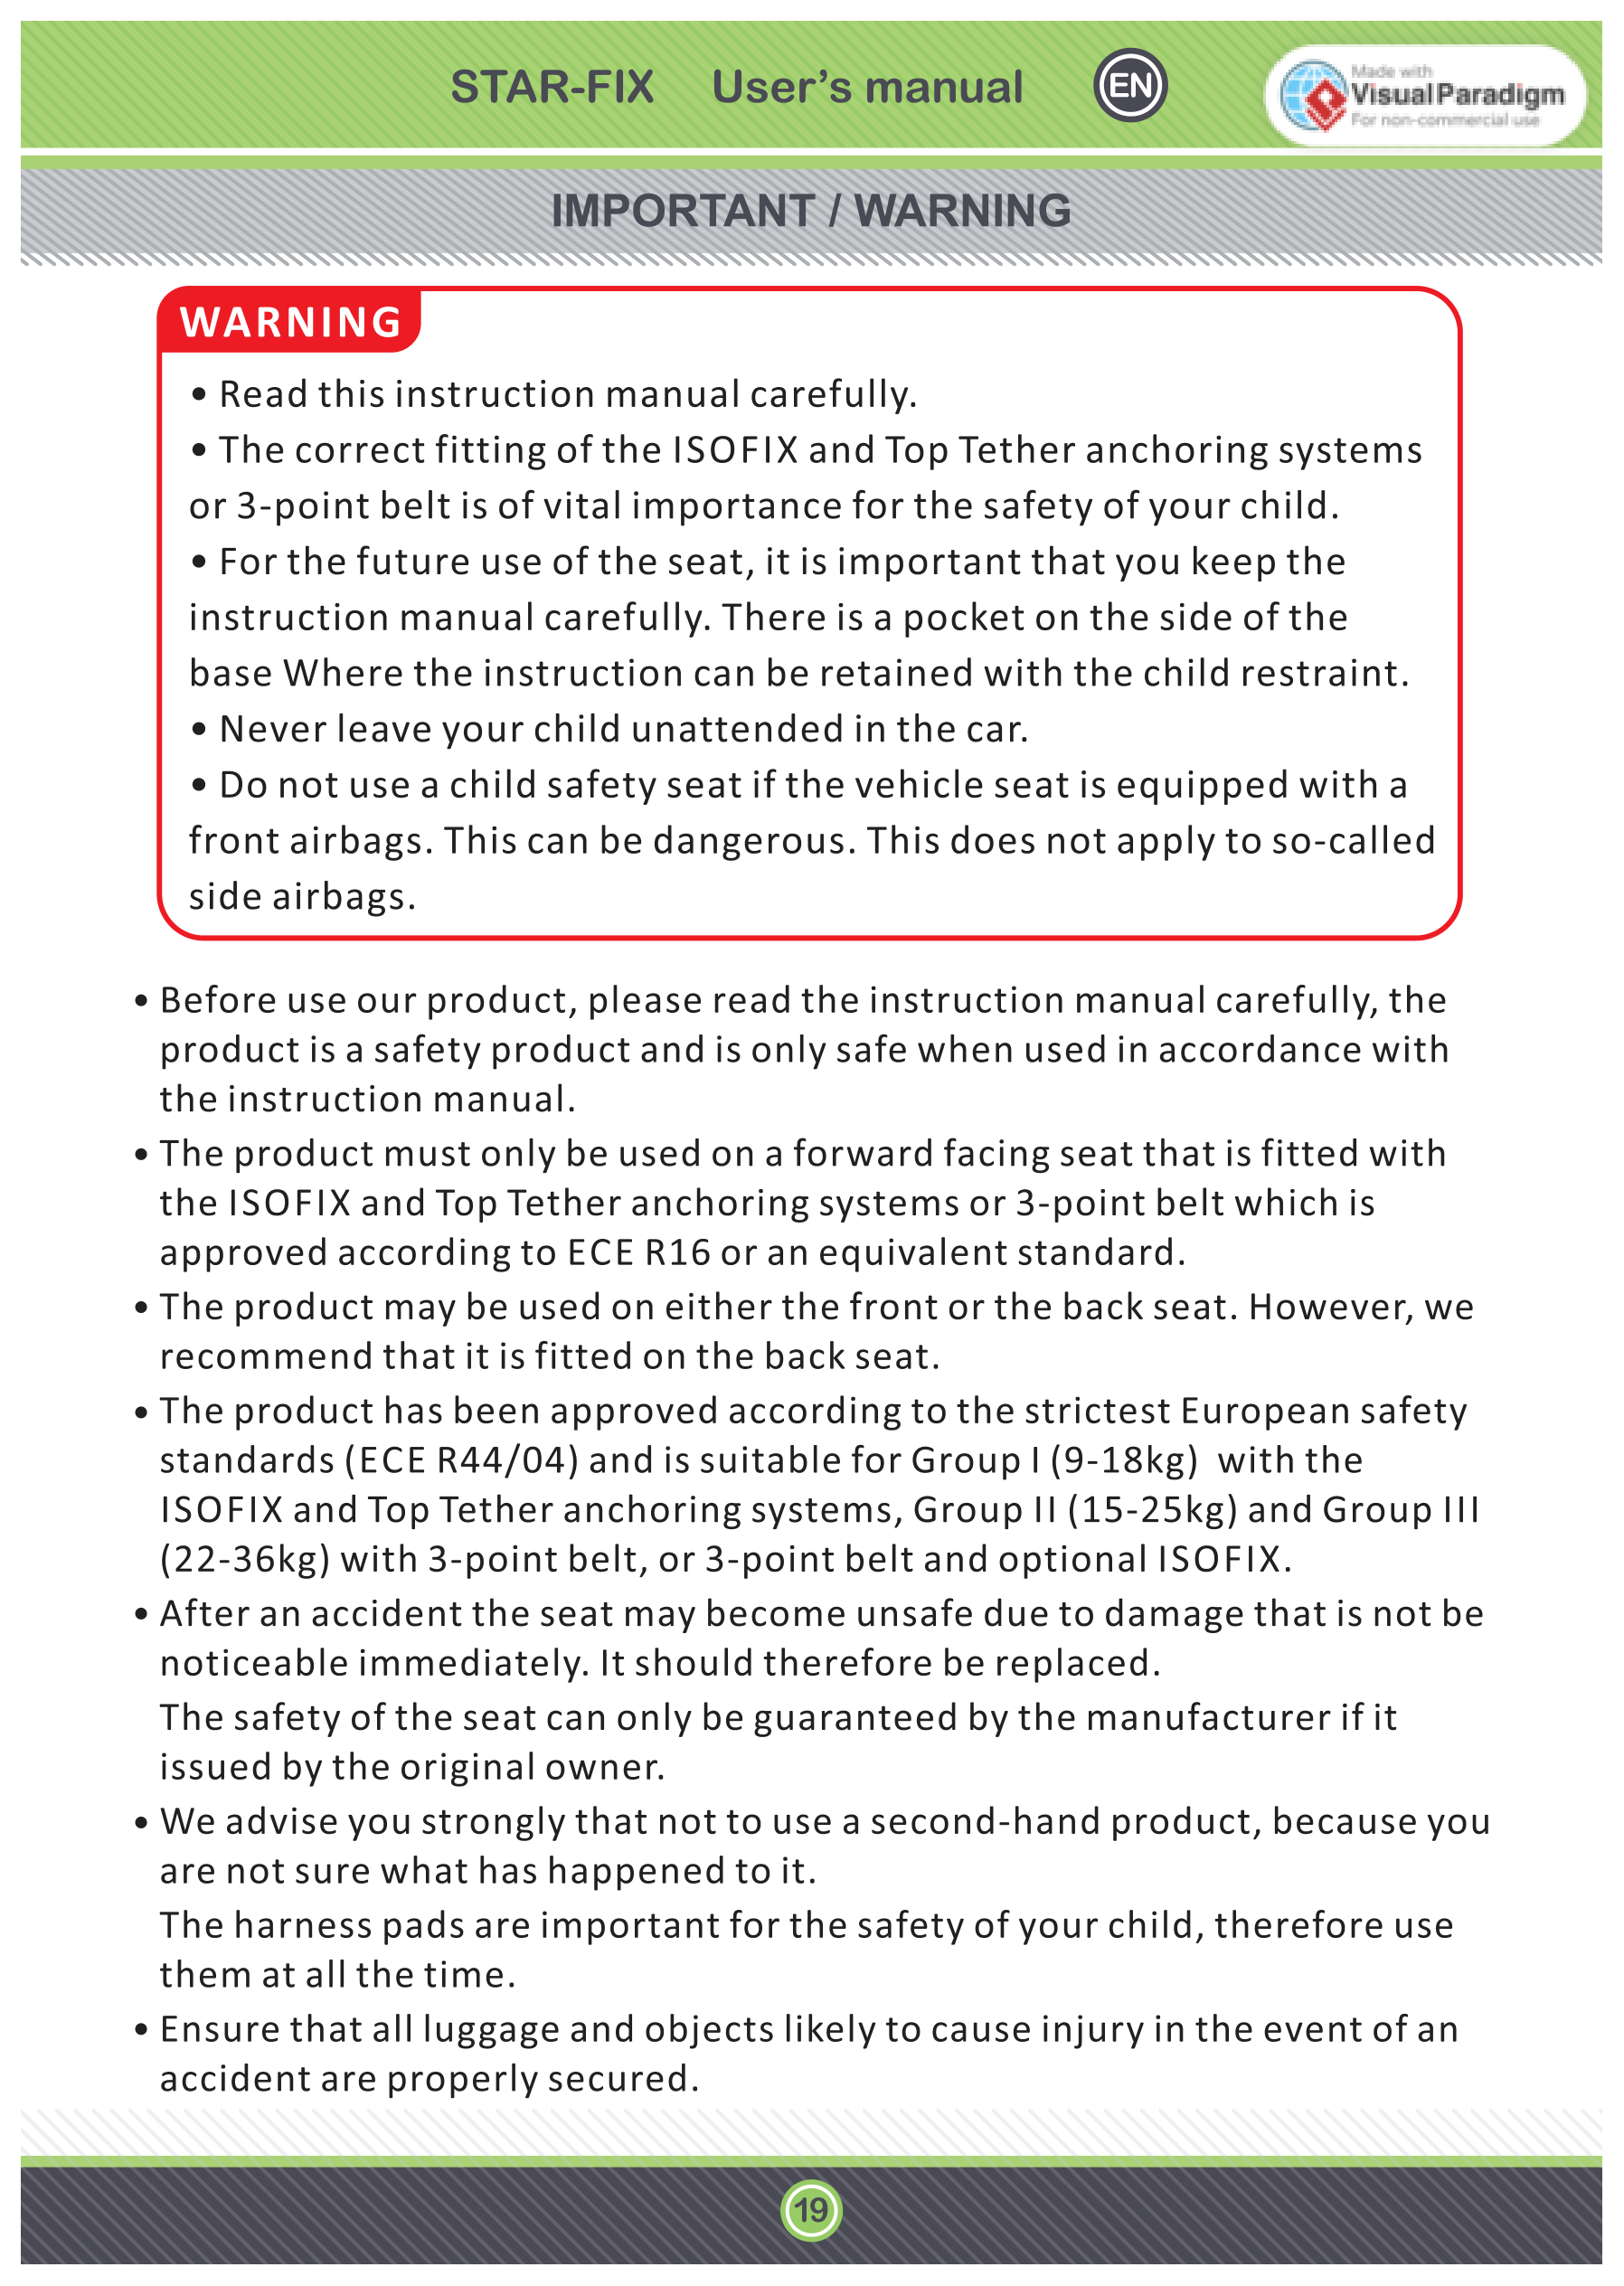 STAR-FIX User's manual EN
Made with
Visual Paradigm
For non-commercial use
IMPORTANT / WARNING
WARNING
• Read this instruction manual carefully.
• The correct fitting of the ISOFIX and Top Tether anchoring systems
or 3-point belt is of vital importance for the safety of your child.
• For the future use of the seat, it is important that you keep the
instruction manual carefully. There is a pocket on the side of the
base Where the instruction can be retained with the child restraint.
• Never leave your child unattended in the car.
• Do not use a child safety seat if the vehicle seat is equipped with a
front airbags. This can be dangerous. This does not apply to so-called
side airbags.
• Before use our product, please read the instruction manual carefully, the
product is a safety product and is only safe when used in accordance with
the instruction manual.
• The product must only be used on a forward facing seat that is fitted with
the ISOFIX and Top Tether anchoring systems or 3-point belt which is
approved according to ECE R16 or an equivalent standard.
• The product may be used on either the front or the back seat. However, we
recommend that it is fitted on the back seat.
• The product has been approved according to the strictest European safety
standards (ECE R44/04) and is suitable for Group I (9-18kg) with the
ISOFIX and Top Tether anchoring systems, Group II (15-25kg) and Group III
(22-36kg) with 3-point belt, or 3-point belt and optional ISOFIX.
• After an accident the seat may become unsafe due to damage that is not be
noticeable immediately. It should therefore be replaced.
The safety of the seat can only be guaranteed by the manufacturer if it
issued by the original owner.
• We advise you strongly that not to use a second-hand product, because you
are not sure what has happened to it.
The harness pads are important for the safety of your child, therefore use
them at all the time.
• Ensure that all luggage and objects likely to cause injury in the event of an
accident are properly secured.
19